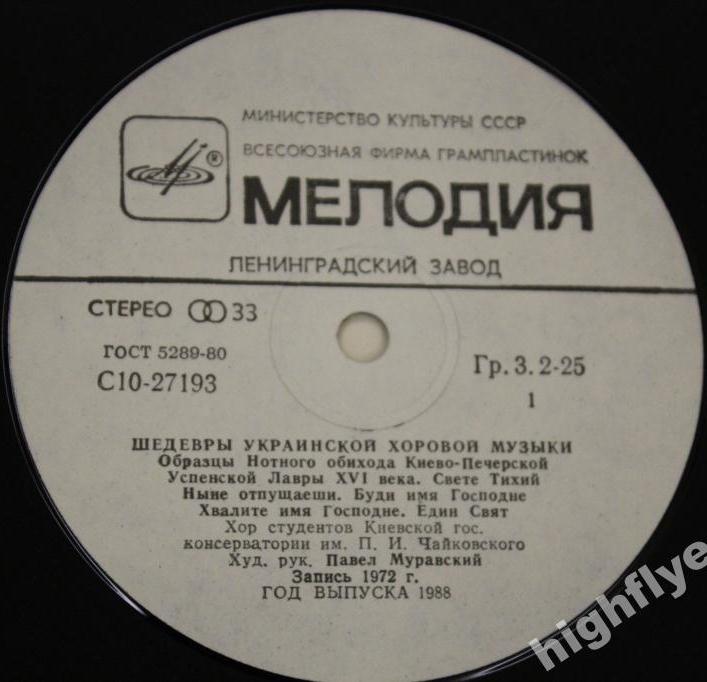 МИНИСТЕРСТВО КУЛЬТУРЫ СССР
ВСЕСОЮЗНАЯ ФИРМА ГРАМПЛАСТИНОК
®
МЕЛОДИЯ
ЛЕНИНГРАДСКИЙ ЗАВОД
СТЕРЕО 33
ГОСТ 5289-80
С10-27193
Гр. 3. 2-25
1
ШЕДЕВРЫ УКРАИНСКОЙ ХОРОВОЙ МУЗЫКИ
Образцы Нотного обихода Киево-Печерской
Успенской Лавры XVI века. Свете Тихий
Ныне отпущаеши. Буди имя Господне
Хвалите имя Господне. Един Свят
Хор студентов Киевской гос.
консерватории им. П. И. Чайковского
Худ. рук. Павел Муравский
Запись 1972 г.
ГОД ВЫПУСКА 1988
highflye